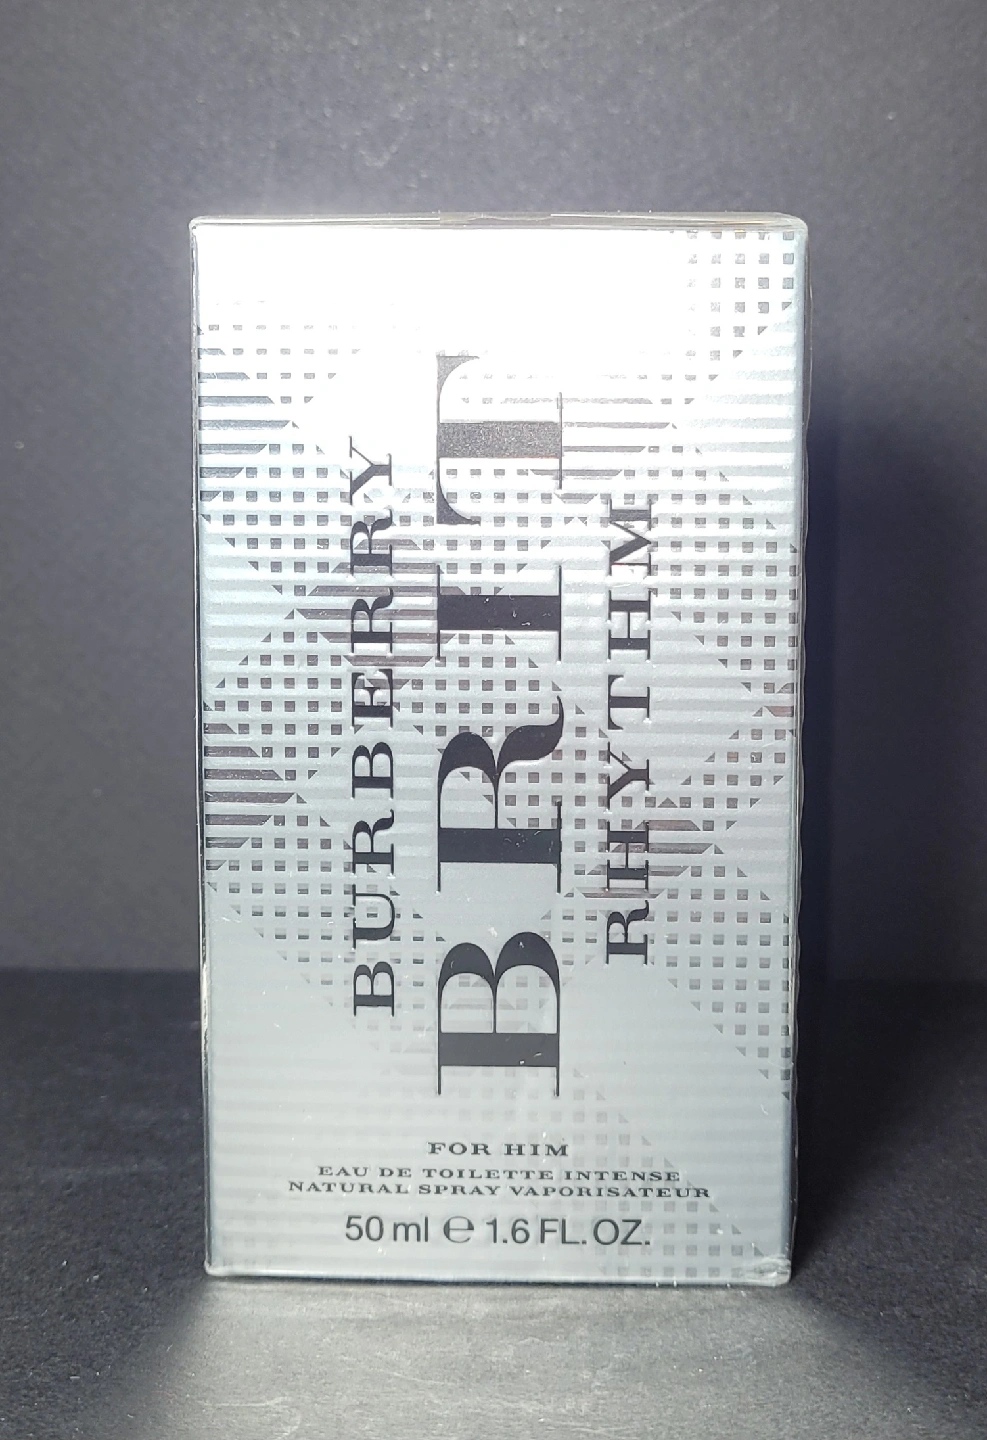 BURBERRY
BRIT
RHYTHM
FOR HIM
EAU DE TOILETTE INTENSE
NATURAL SPRAY VAPORISATEUR
50 ml ℮ 1.6 FL. OZ.